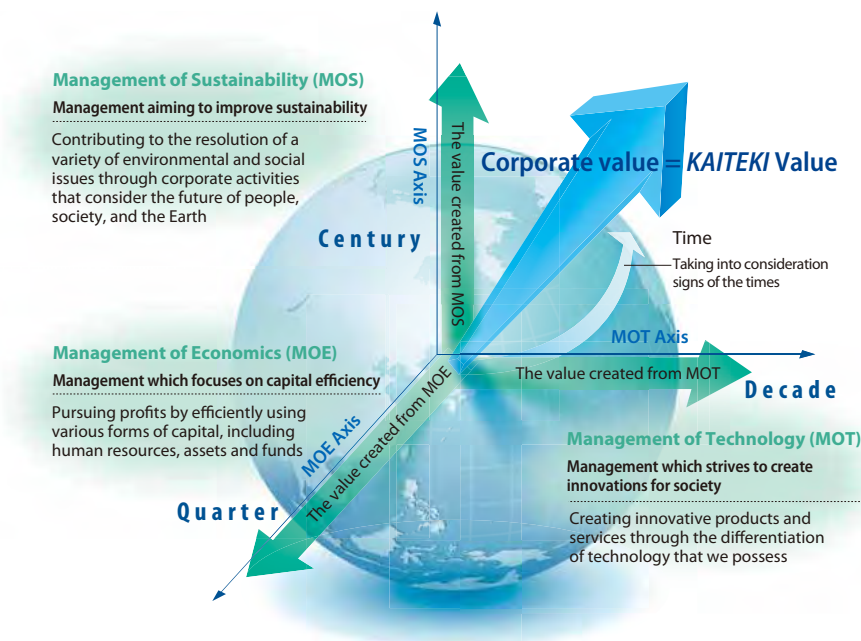 Management of Sustainability (MOS)
Management aiming to improve sustainability
Contributing to the resolution of a
variety of environmental and social
issues through corporate activities
that consider the future of people,
society, and the Earth
MOS Axis
The value created from MOS
Century
Corporate value = KAITEKI Value
Time
Taking into consideration
signs of the times
MOT Axis
The value created from MOT
Decade
Management of Economics (MOE)
Management which focuses on capital efficiency
Pursuing profits by efficiently using
various forms of capital, including
human resources, assets and funds
MOE Axis
The value created from MOE
Quarter
Management of Technology (MOT)
Management which strives to create
innovations for society
Creating innovative products and
services through the differentiation
of technology that we possess